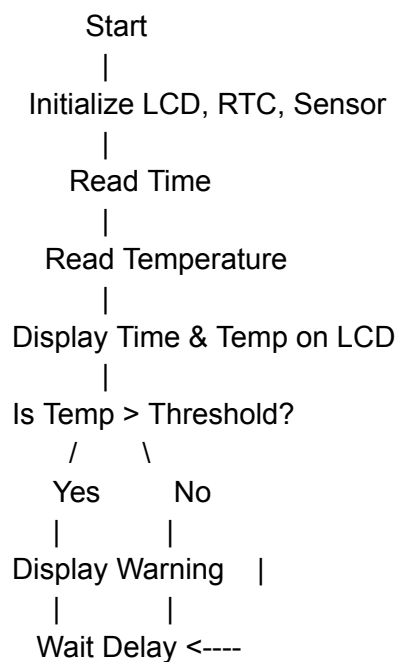 Start
|
Initialize LCD, RTC, Sensor
|
Read Time
|
Read Temperature
|
Display Time & Temp on LCD
|
Is Temp > Threshold?
/ \
Yes No
| |
Display Warning |
| |
Wait Delay <----